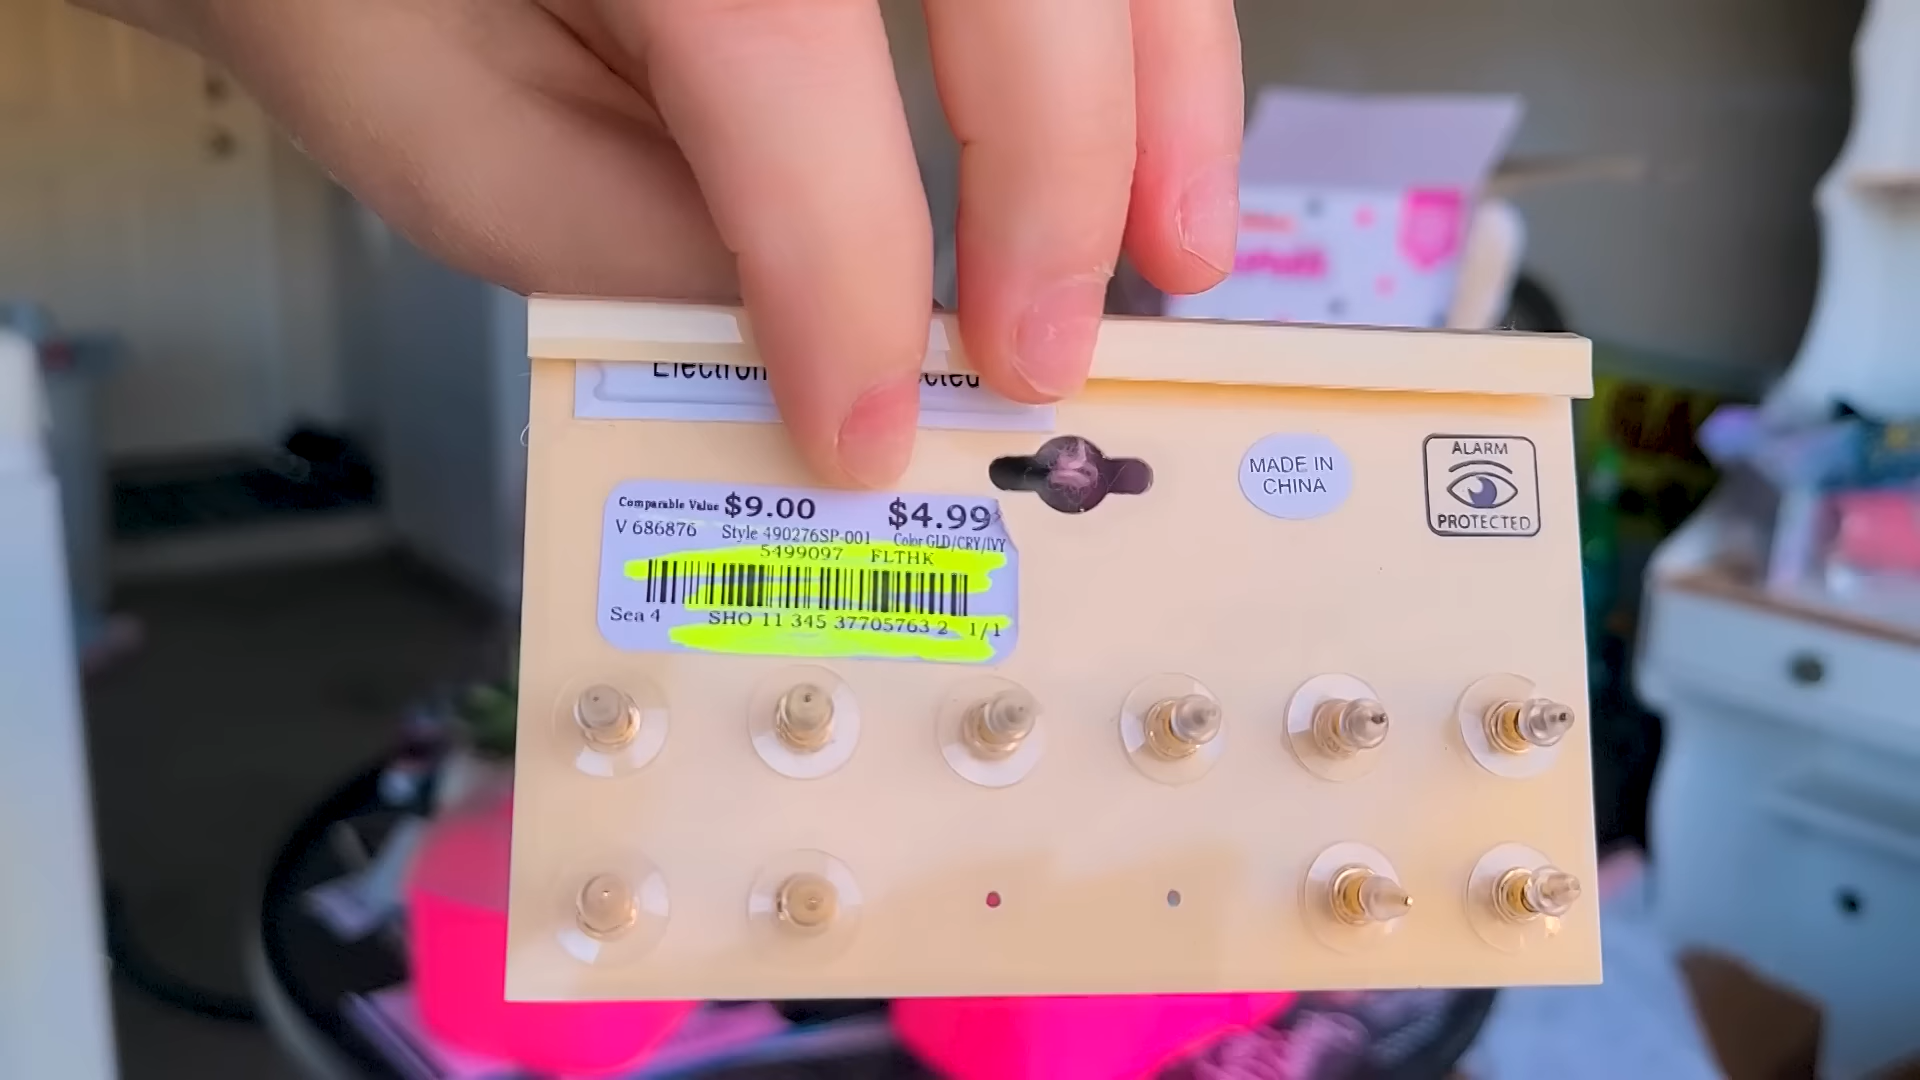 Comparable Value $9.00 $4.99
V 686876 Style 490276SP-001 Color GLD/CRY/IVY
5499097 FLTHK
Sea 4 SHO 11 345 37705763 2 1/1
MADE IN
CHINA
ALARM
PROTECTED